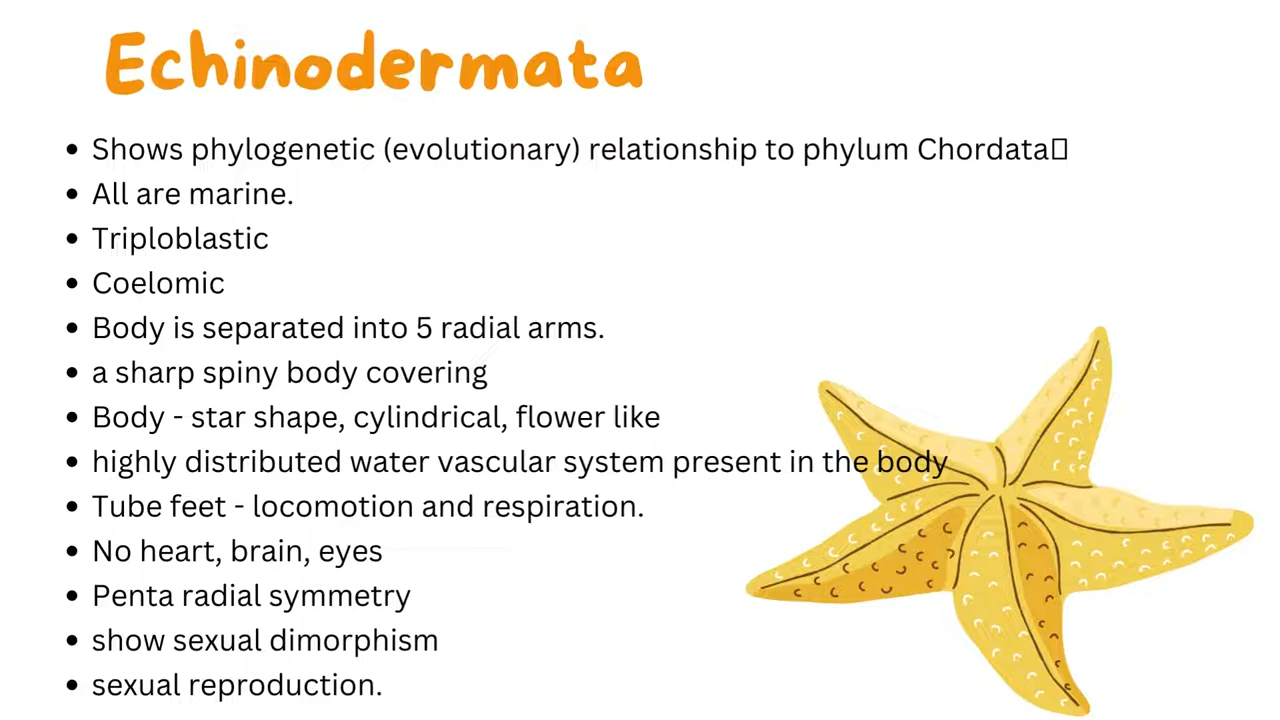 Echinodermata
• Shows phylogenetic (evolutionary) relationship to phylum Chordata▯
• All are marine.
• Triploblastic
• Coelomic
• Body is separated into 5 radial arms.
• a sharp spiny body covering
• Body - star shape, cylindrical, flower like
• highly distributed water vascular system present in the body
• Tube feet - locomotion and respiration.
• No heart, brain, eyes
• Penta radial symmetry
• show sexual dimorphism
• sexual reproduction.